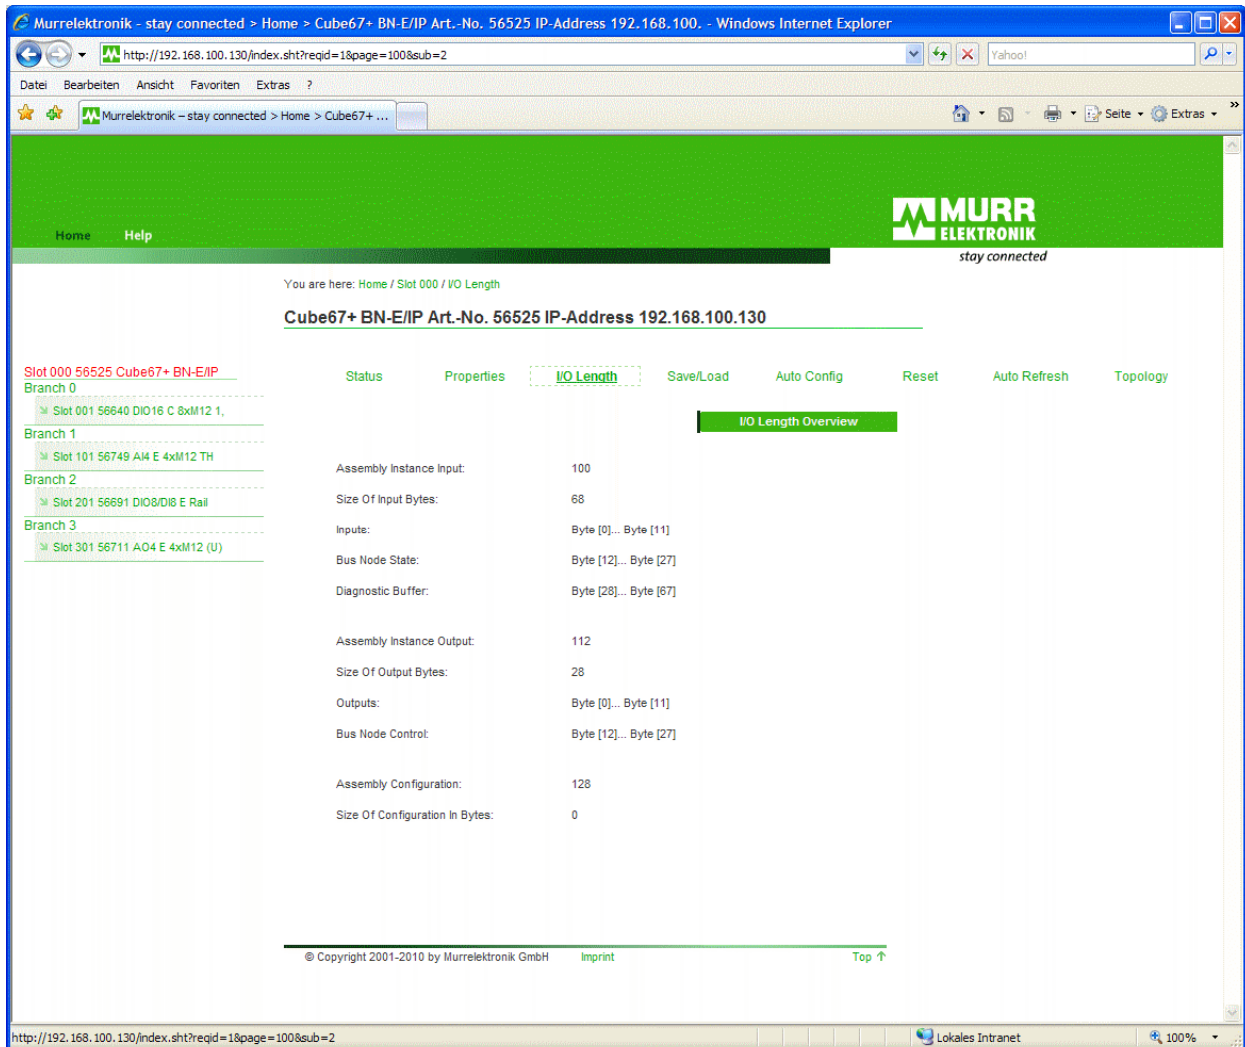 Murrelektronik - stay connected > Home > Cube67+ BN-E/IP Art.-No. 56525 IP-Address 192.168.100. - Windows Internet Explorer
http://192.168.100.130/index.sht?reqid=1&page=100&sub=2
Yahoo!
Datei Bearbeiten Ansicht Favoriten Extras ?
Murrelektronik – stay connected > Home > Cube67+ ...
Seite Extras »
MURR
ELEKTRONIK
stay connected
Home Help
You are here: Home / Slot 000 / I/O Length
Cube67+ BN-E/IP Art.-No. 56525 IP-Address 192.168.100.130
Slot 000 56525 Cube67+ BN-E/IP
Branch 0
Slot 001 56640 DIO16 C 8xM12 1,
Branch 1
Slot 101 56749 AI4 E 4xM12 TH
Branch 2
Slot 201 56691 DIO8/DI8 E Rail
Branch 3
Slot 301 56711 AO4 E 4xM12 (U)
Status Properties I/O Length Save/Load Auto Config Reset Auto Refresh Topology
I/O Length Overview
Assembly Instance Input: 100
Size Of Input Bytes: 68
Inputs: Byte [0]... Byte [11]
Bus Node State: Byte [12]... Byte [27]
Diagnostic Buffer: Byte [28]... Byte [67]
Assembly Instance Output: 112
Size Of Output Bytes: 28
Outputs: Byte [0]... Byte [11]
Bus Node Control: Byte [12]... Byte [27]
Assembly Configuration: 128
Size Of Configuration In Bytes: 0
© Copyright 2001-2010 by Murrelektronik GmbH Imprint Top ↑
http://192.168.100.130/index.sht?reqid=1&page=100&sub=2
Lokales Intranet
100%